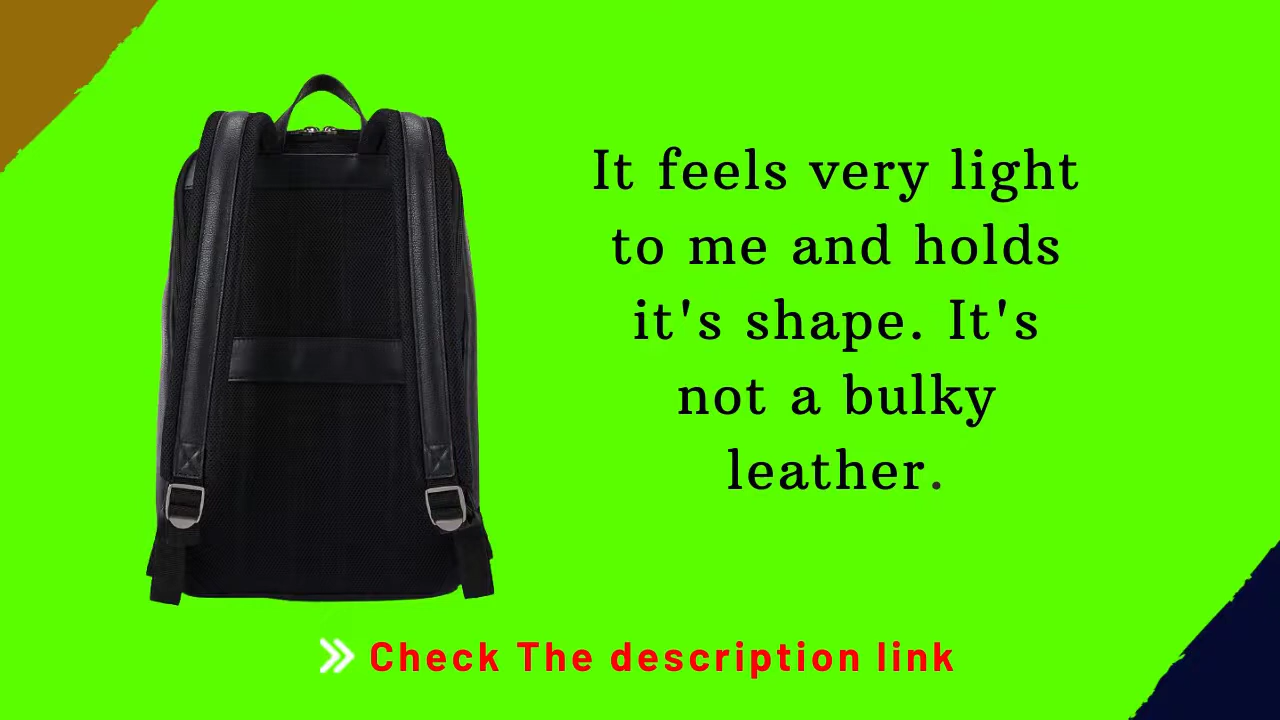 It feels very light
to me and holds
it's shape. It's
not a bulky
leather.
Check The description link